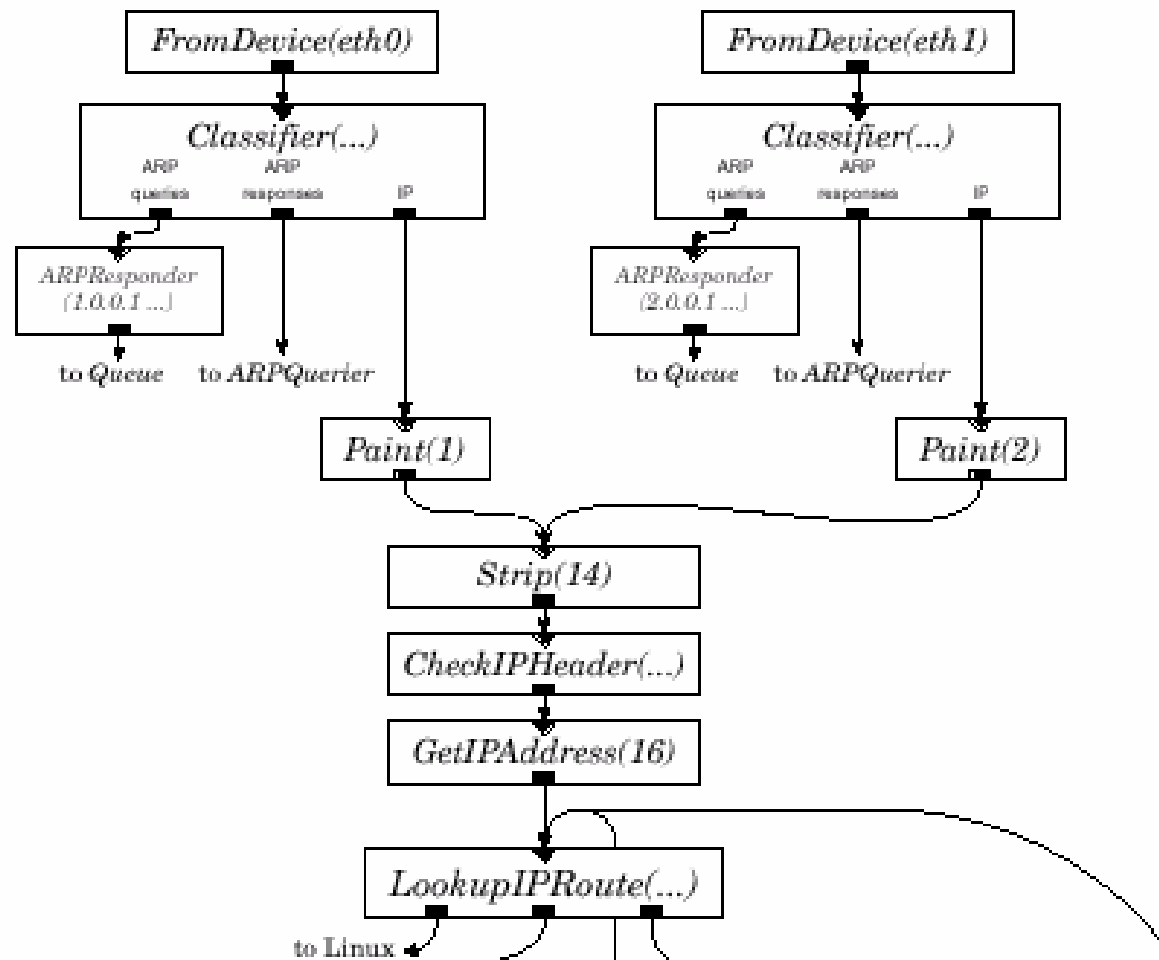 FromDevice(eth0)
FromDevice(eth1)
Classifier(...)
ARP
queries
ARP
responses
IP
Classifier(...)
ARP
queries
ARP
responses
IP
ARPResponder
(1.0.0.1 ...)
ARPResponder
(2.0.0.1 ...)
to Queue
to ARPQuerier
to Queue
to ARPQuerier
Paint(1)
Paint(2)
Strip(14)
CheckIPHeader(...)
GetIPAddress(16)
LookupIPRoute(...)
to Linux